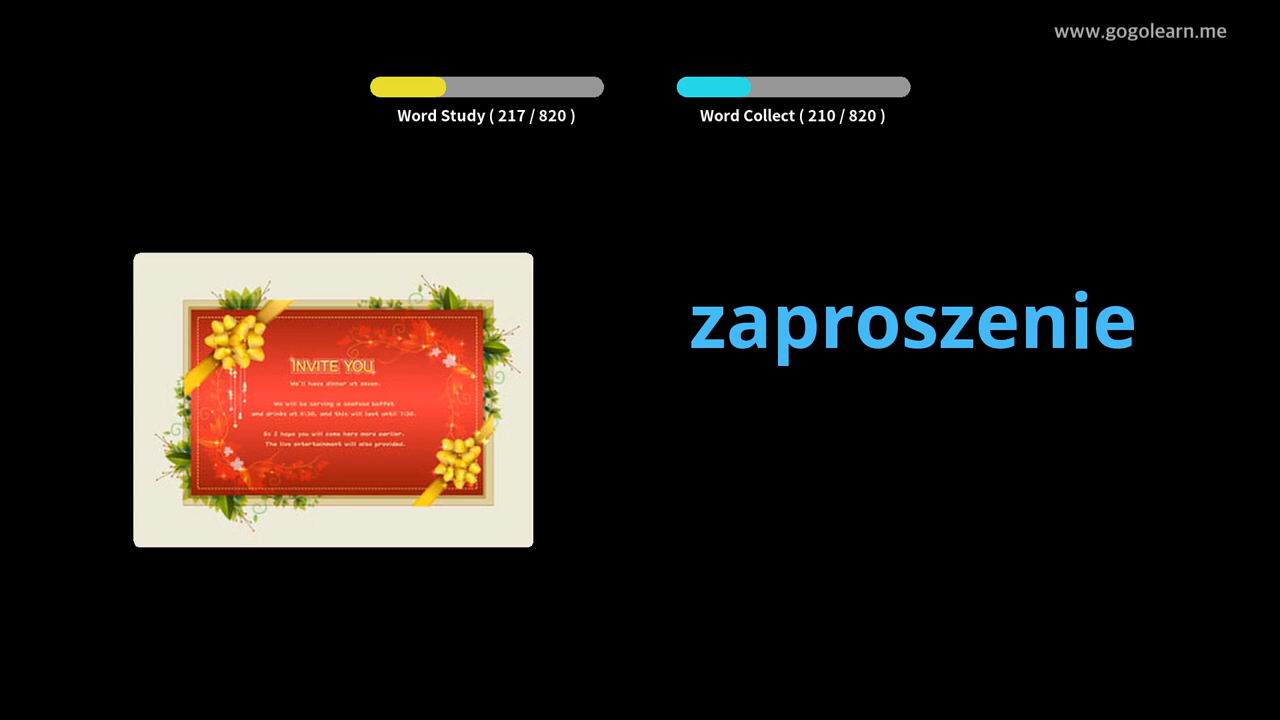 www.gogolearn.me
Word Study ( 217 / 820 )
Word Collect ( 210 / 820 )
INVITE YOU
We'll have dinner at seven.
We will be serving a seafood buffet
and drinks at 6:30, and this will last until 7:30.
So I hope you will come here more earlier.
The live entertainment will also provided.
zaproszenie